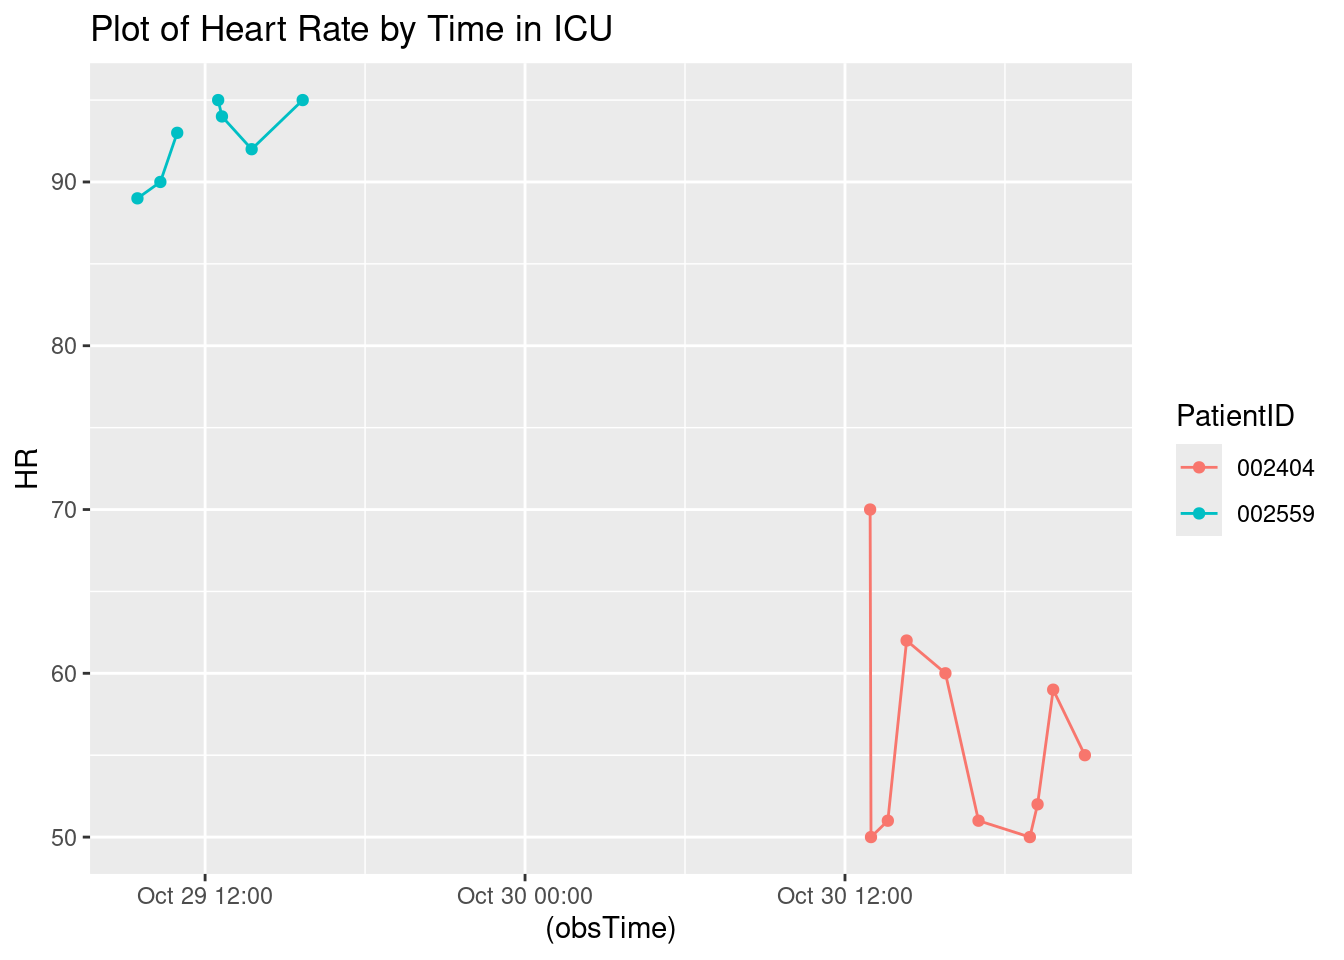 Plot of Heart Rate by Time in ICU
HR
90
80
70
60
50
Oct 29 12:00
Oct 30 00:00
Oct 30 12:00
(obsTime)
PatientID
002404
002559